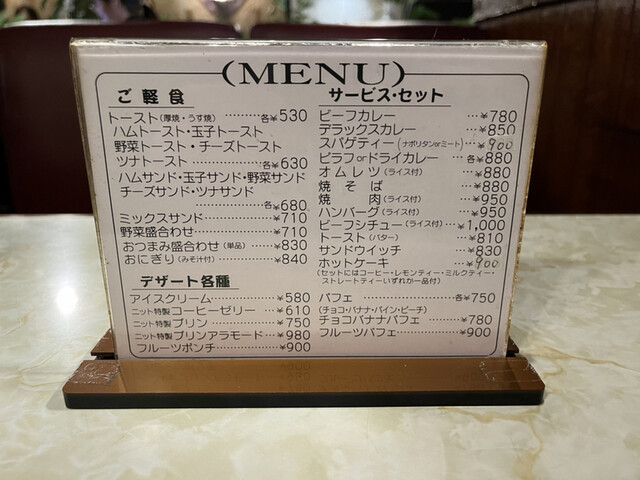 (MENU)
ご軽食
トースト(厚焼・うす焼)………各¥530
ハムトースト・玉子トースト
野菜トースト・チーズトースト
ツナトースト………各¥630
ハムサンド・玉子サンド・野菜サンド
チーズサンド・ツナサンド
………各¥680
ミックスサンド………¥710
野菜盛合わせ………¥710
おつまみ盛合わせ(単品)………¥830
おにぎり(みそ汁付)………¥840
デザート各種
アイスクリーム………¥580
ニット特製コーヒーゼリー………¥610
ニット特製プリン………¥750
ニット特製プリンアラモード………¥980
フルーツポンチ………¥900
サービス・セット
ビーフカレー………¥780
デラックスカレー………¥850
スパゲティー(ナポリタンorミート)…¥900
ピラフorドライカレー………各¥880
オムレツ(ライス付)………¥880
焼そば………¥880
焼肉(ライス付)………¥950
ハンバーグ(ライス付)………¥950
ビーフシチュー(ライス付)…¥1,000
トースト(バター)………¥810
サンドウイッチ………¥830
ホットケーキ………¥900
(セットにはコーヒー・レモンティー・ミルクティー・
ストレートティーいずれか一品付)
パフェ………各¥750
(チョコ・バナナ・パイン・ピーチ)
チョコバナナパフェ………¥780
フルーツパフェ………¥900